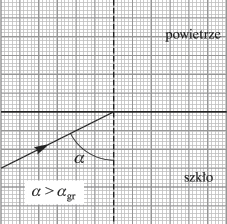 powietrze
α
szkło
α > αgr